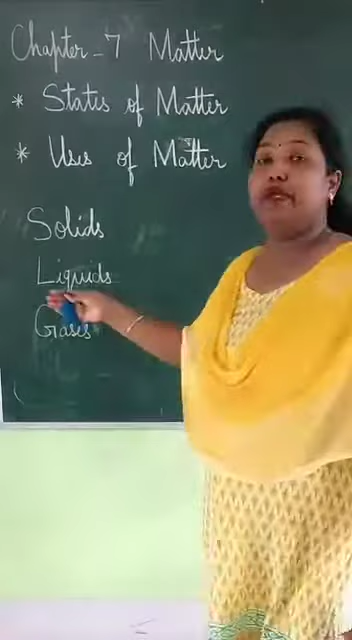 Chapter-7 Matter
* States of Matter
* Uses of Matter
Solids
Liquids
Gases